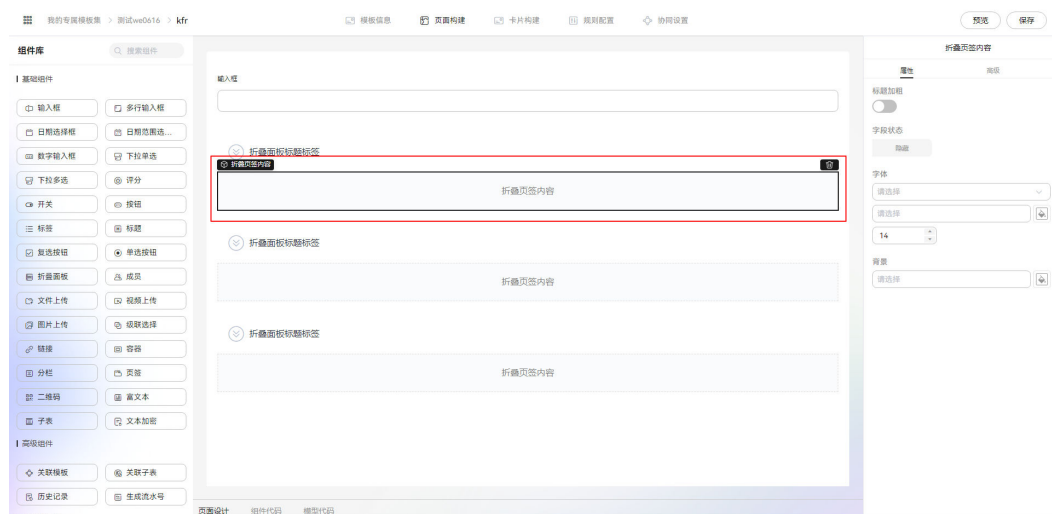 我的专属模板集 > 测试we0616 > kfr
模板信息 页面构建 卡片构建 规则配置 协同设置
预览 保存
组件库 搜索组件
基础组件
输入框 多行输入框
日期选择框 日期范围选...
数字输入框 下拉单选
下拉多选 评分
开关 按钮
标签 标题
复选按钮 单选按钮
折叠面板 成员
文件上传 视频上传
图片上传 级联选择
链接 容器
分栏 页签
二维码 富文本
子表 文本加密
高级组件
关联模板 关联子表
历史记录 生成流水号
输入框
折叠面板标题标签
折叠页签内容
折叠页签内容
折叠面板标题标签
折叠页签内容
折叠面板标题标签
折叠页签内容
页面设计 组件代码 模型代码
折叠页签内容
属性 高级
标题加粗
字段状态
隐藏
字体
请选择
请选择
14
背景
请选择